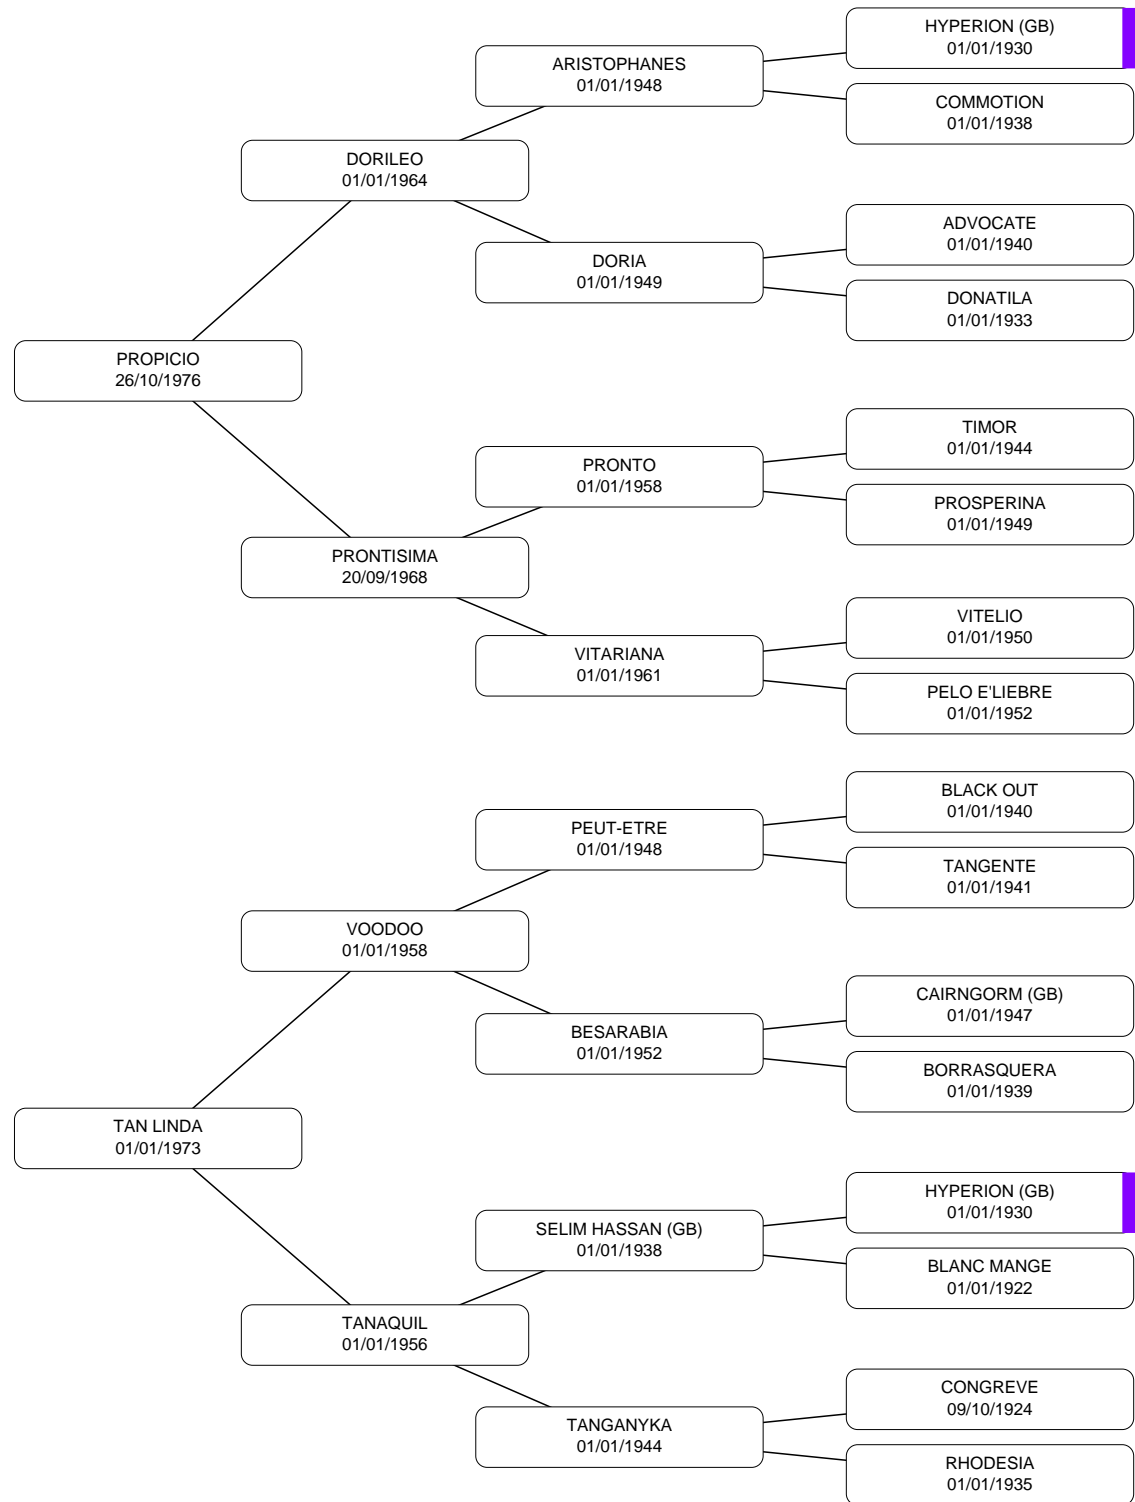 HYPERION (GB)
01/01/1930
ARISTOPHANES
01/01/1948
COMMOTION
01/01/1938
DORILEO
01/01/1964
ADVOCATE
01/01/1940
DORIA
01/01/1949
DONATILA
01/01/1933
PROPICIO
26/10/1976
TIMOR
01/01/1944
PRONTO
01/01/1958
PROSPERINA
01/01/1949
PRONTISIMA
20/09/1968
VITELIO
01/01/1950
VITARIANA
01/01/1961
PELO E'LIEBRE
01/01/1952
BLACK OUT
01/01/1940
PEUT-ETRE
01/01/1948
TANGENTE
01/01/1941
VOODOO
01/01/1958
CAIRNGORM (GB)
01/01/1947
BESARABIA
01/01/1952
BORRASQUERA
01/01/1939
TAN LINDA
01/01/1973
HYPERION (GB)
01/01/1930
SELIM HASSAN (GB)
01/01/1938
BLANC MANGE
01/01/1922
TANAQUIL
01/01/1956
CONGREVE
09/10/1924
TANGANYKA
01/01/1944
RHODESIA
01/01/1935